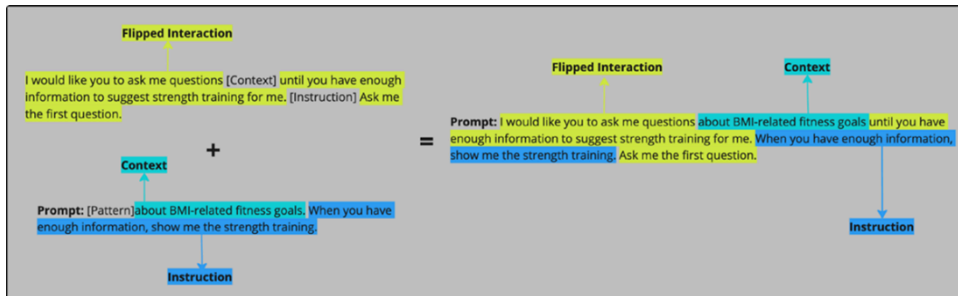 Flipped Interaction
I would like you to ask me questions [Context] until you have enough
information to suggest strength training for me. [Instruction] Ask me
the first question.
+
Context
Prompt: [Pattern]about BMI-related fitness goals. When you have
enough information, show me the strength training.
Instruction
=
Flipped Interaction
Context
Prompt: I would like you to ask me questions about BMI-related fitness goals until you have
enough information to suggest strength training for me. When you have enough information,
show me the strength training. Ask me the first question.
Instruction